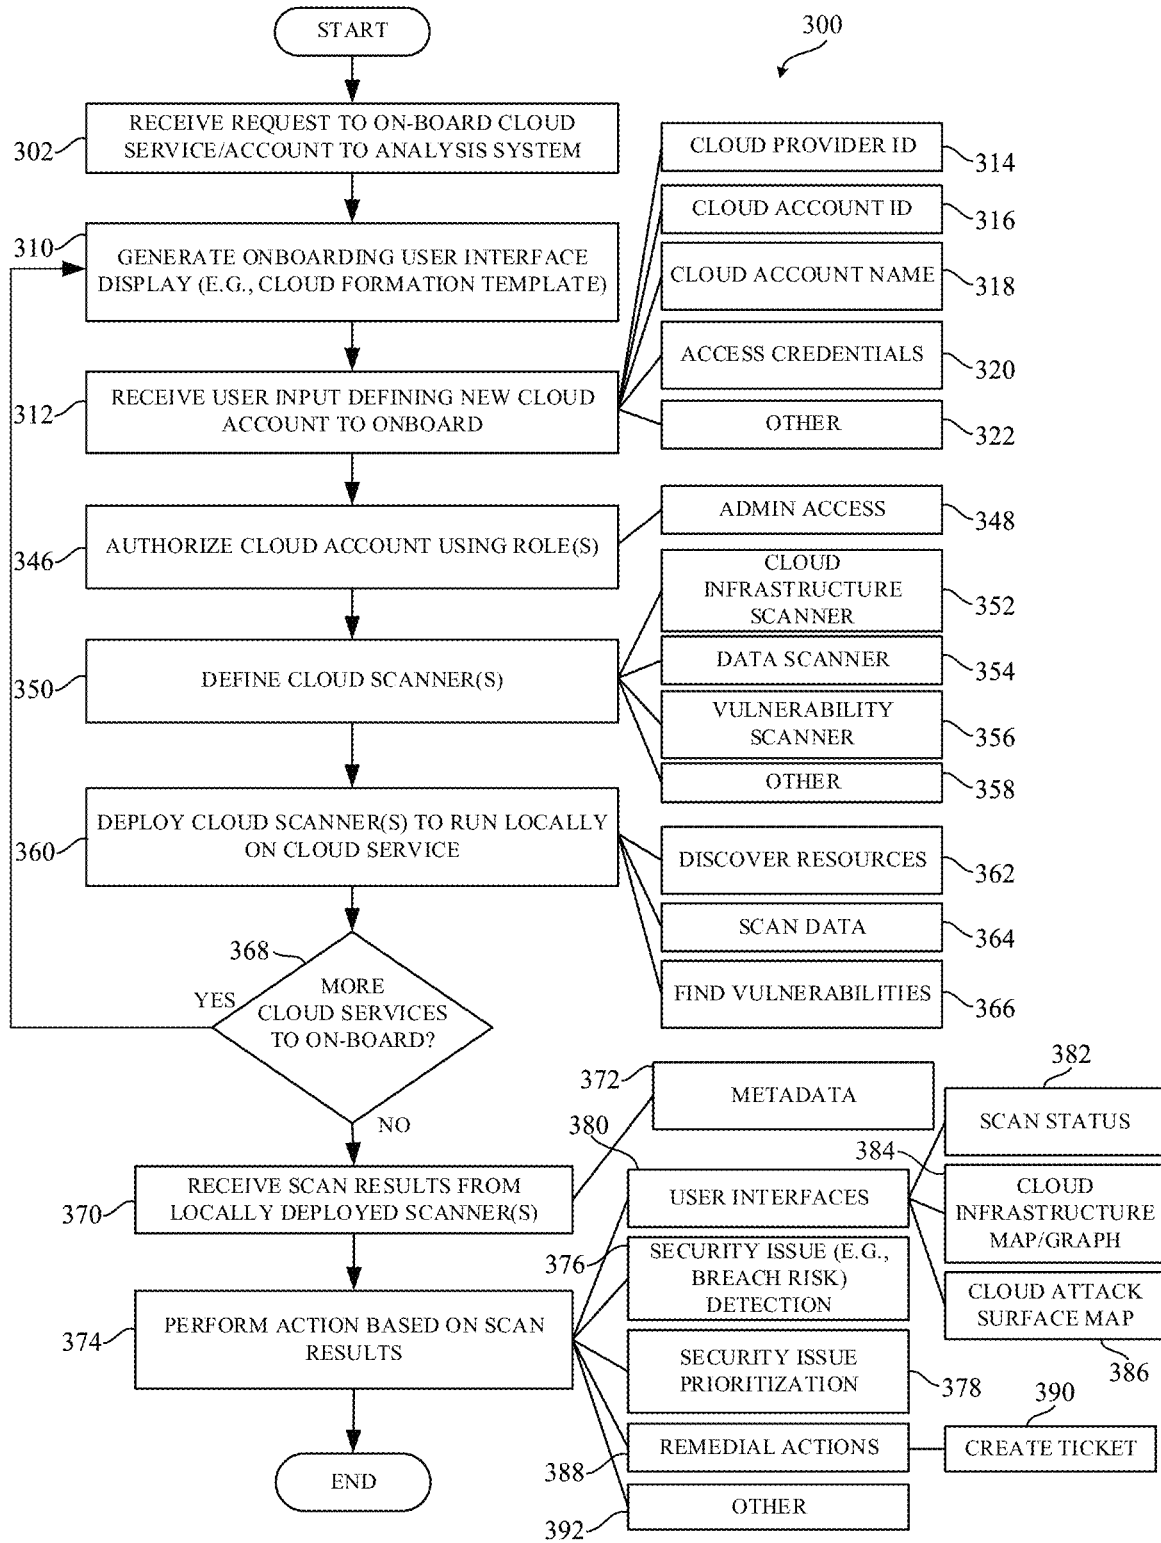 START
300
302
RECEIVE REQUEST TO ON-BOARD CLOUD
SERVICE/ACCOUNT TO ANALYSIS SYSTEM
310
GENERATE ONBOARDING USER INTERFACE
DISPLAY (E.G., CLOUD FORMATION TEMPLATE)
312
RECEIVE USER INPUT DEFINING NEW CLOUD
ACCOUNT TO ONBOARD
CLOUD PROVIDER ID
314
CLOUD ACCOUNT ID
316
CLOUD ACCOUNT NAME
318
ACCESS CREDENTIALS
320
OTHER
322
346
AUTHORIZE CLOUD ACCOUNT USING ROLE(S)
ADMIN ACCESS
348
350
DEFINE CLOUD SCANNER(S)
CLOUD
INFRASTRUCTURE
SCANNER
352
DATA SCANNER
354
VULNERABILITY
SCANNER
356
OTHER
358
360
DEPLOY CLOUD SCANNER(S) TO RUN LOCALLY
ON CLOUD SERVICE
DISCOVER RESOURCES
362
SCAN DATA
364
FIND VULNERABILITIES
366
368
MORE
CLOUD SERVICES
TO ON-BOARD?
YES
NO
370
RECEIVE SCAN RESULTS FROM
LOCALLY DEPLOYED SCANNER(S)
372
METADATA
374
PERFORM ACTION BASED ON SCAN
RESULTS
380
USER INTERFACES
382
SCAN STATUS
384
CLOUD
INFRASTRUCTURE
MAP/GRAPH
CLOUD ATTACK
SURFACE MAP
386
376
SECURITY ISSUE (E.G.,
BREACH RISK)
DETECTION
SECURITY ISSUE
PRIORITIZATION
378
388
REMEDIAL ACTIONS
390
CREATE TICKET
392
OTHER
END